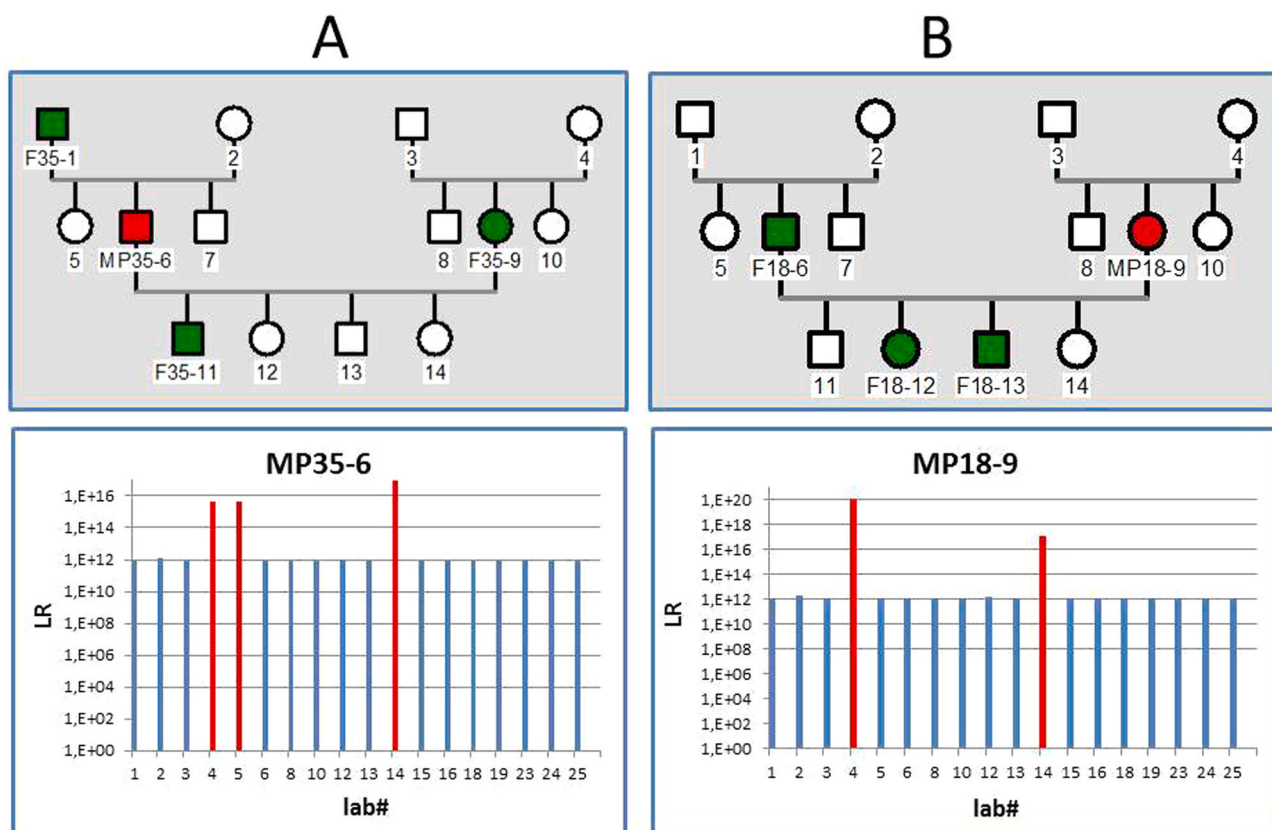 A
B
F35-1
2
3
4
5
MP35-6
7
8
F35-9
10
F35-11
12
13
14
1
2
3
4
5
F18-6
7
8
MP18-9
10
11
F18-12
F18-13
14
MP35-6
1,E+16
1,E+14
1,E+12
1,E+10
1,E+08
1,E+06
1,E+04
1,E+02
1,E+00
LR
1 2 3 4 5 6 8 10 12 13 14 15 16 18 19 23 24 25
lab#
MP18-9
1,E+20
1,E+18
1,E+16
1,E+14
1,E+12
1,E+10
1,E+08
1,E+06
1,E+04
1,E+02
1,E+00
LR
1 2 3 4 5 6 8 10 12 13 14 15 16 18 19 23 24 25
lab#